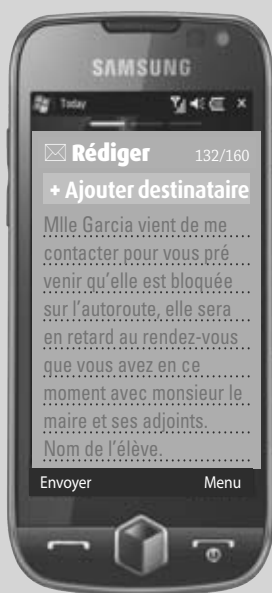 SAMSUNG
Today
Rédiger 132/160
+ Ajouter destinataire
Mlle Garcia vient de me
contacter pour vous pré
venir qu'elle est bloquée
sur l'autoroute, elle sera
en retard au rendez-vous
que vous avez en ce
moment avec monsieur le
maire et ses adjoints.
Nom de l'élève.
Envoyer Menu